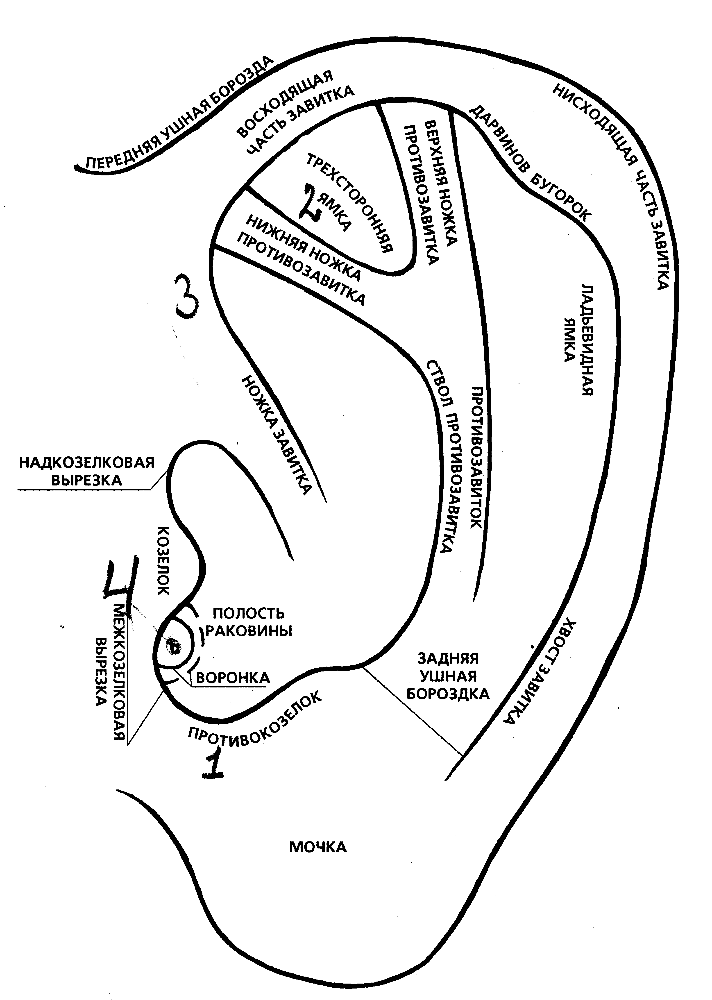 ПЕРЕДНЯЯ УШНАЯ БОРОЗДА
ВОСХОДЯЩАЯ
ЧАСТЬ ЗАВИТКА
НИСХОДЯЩАЯ ЧАСТЬ ЗАВИТКА
ДАРВИНОВ БУГОРОК
ВЕРХНЯЯ НОЖКА
ПРОТИВОЗАВИТКА
ТРЕХСТОРОННЯЯ
ЯМКА
2
НИЖНЯЯ НОЖКА
ПРОТИВОЗАВИТКА
3
ЛАДЬЕВИДНАЯ
ЯМКА
НОЖКА ЗАВИТКА
СТВОЛ ПРОТИВОЗАВИТКА
ПРОТИВОЗАВИТОК
НАДКОЗЕЛКОВАЯ
ВЫРЕЗКА
КОЗЕЛОК
4
МЕЖКОЗЕЛКОВАЯ
ВЫРЕЗКА
ПОЛОСТЬ
РАКОВИНЫ
ВОРОНКА
ЗАДНЯЯ
УШНАЯ
БОРОЗДКА
ХВОСТ ЗАВИТКА
ПРОТИВОКОЗЕЛОК
1
МОЧКА